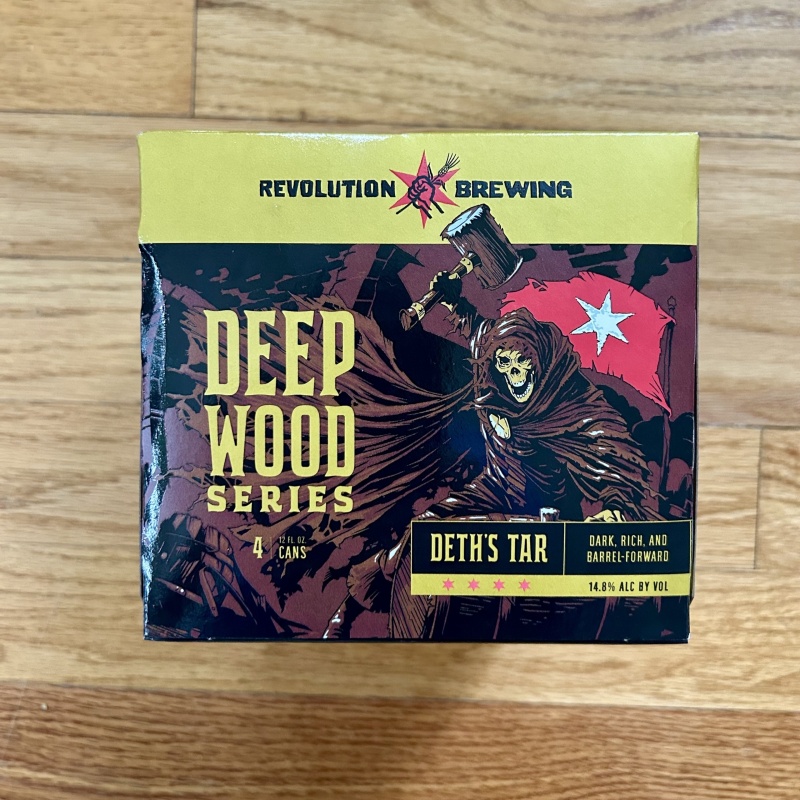 REVOLUTION BREWING
DEEP
WOOD
SERIES
4 12 FL. OZ.
CANS
DETH'S TAR
DARK, RICH, AND
BARREL-FORWARD
14.8% ALC BY VOL